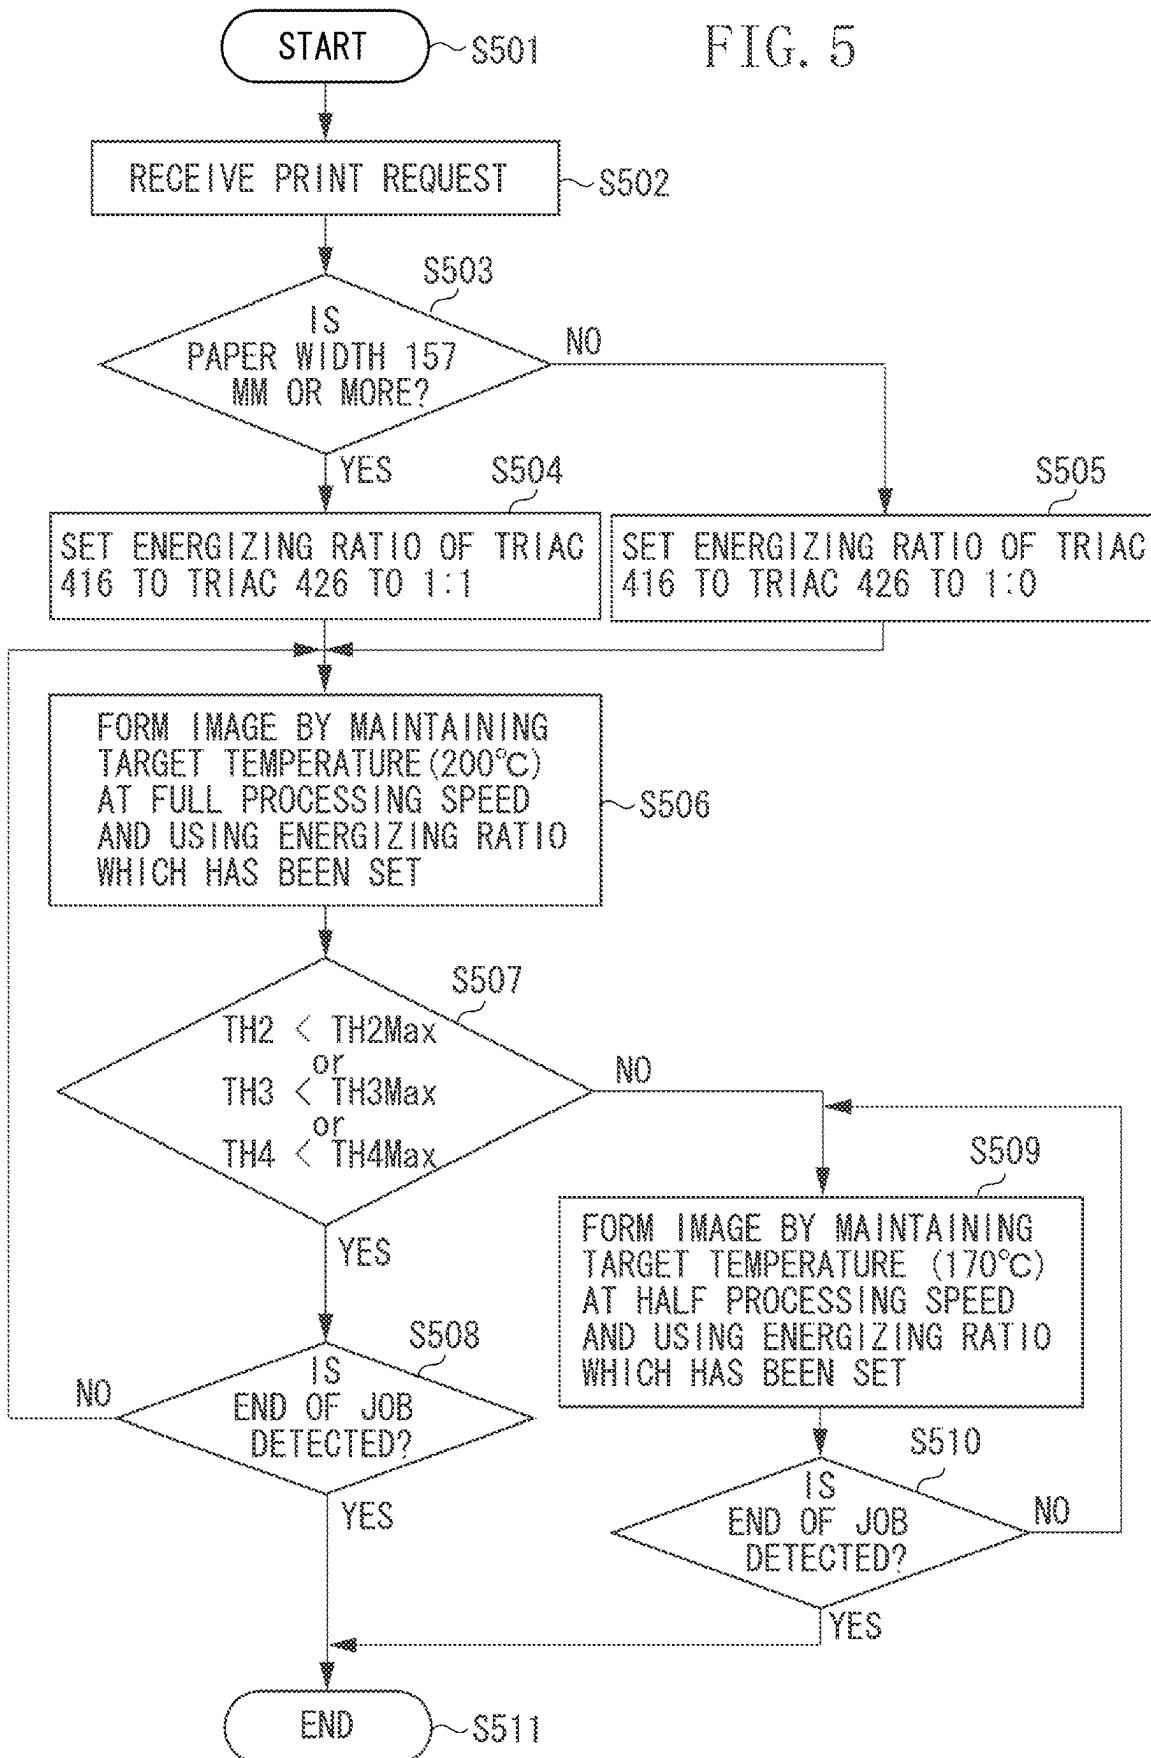 FIG. 5
START
S501
RECEIVE PRINT REQUEST
S502
S503
IS
PAPER WIDTH 157
MM OR MORE?
NO
YES
S504
SET ENERGIZING RATIO OF TRIAC
416 TO TRIAC 426 TO 1:1
S505
SET ENERGIZING RATIO OF TRIAC
416 TO TRIAC 426 TO 1:0
FORM IMAGE BY MAINTAINING
TARGET TEMPERATURE(200℃)
AT FULL PROCESSING SPEED
AND USING ENERGIZING RATIO
WHICH HAS BEEN SET
S506
S507
TH2 < TH2Max
or
TH3 < TH3Max
or
TH4 < TH4Max
NO
YES
S509
FORM IMAGE BY MAINTAINING
TARGET TEMPERATURE (170℃)
AT HALF PROCESSING SPEED
AND USING ENERGIZING RATIO
WHICH HAS BEEN SET
S508
IS
END OF JOB
DETECTED?
NO
YES
S510
IS
END OF JOB
DETECTED?
NO
YES
END
S511